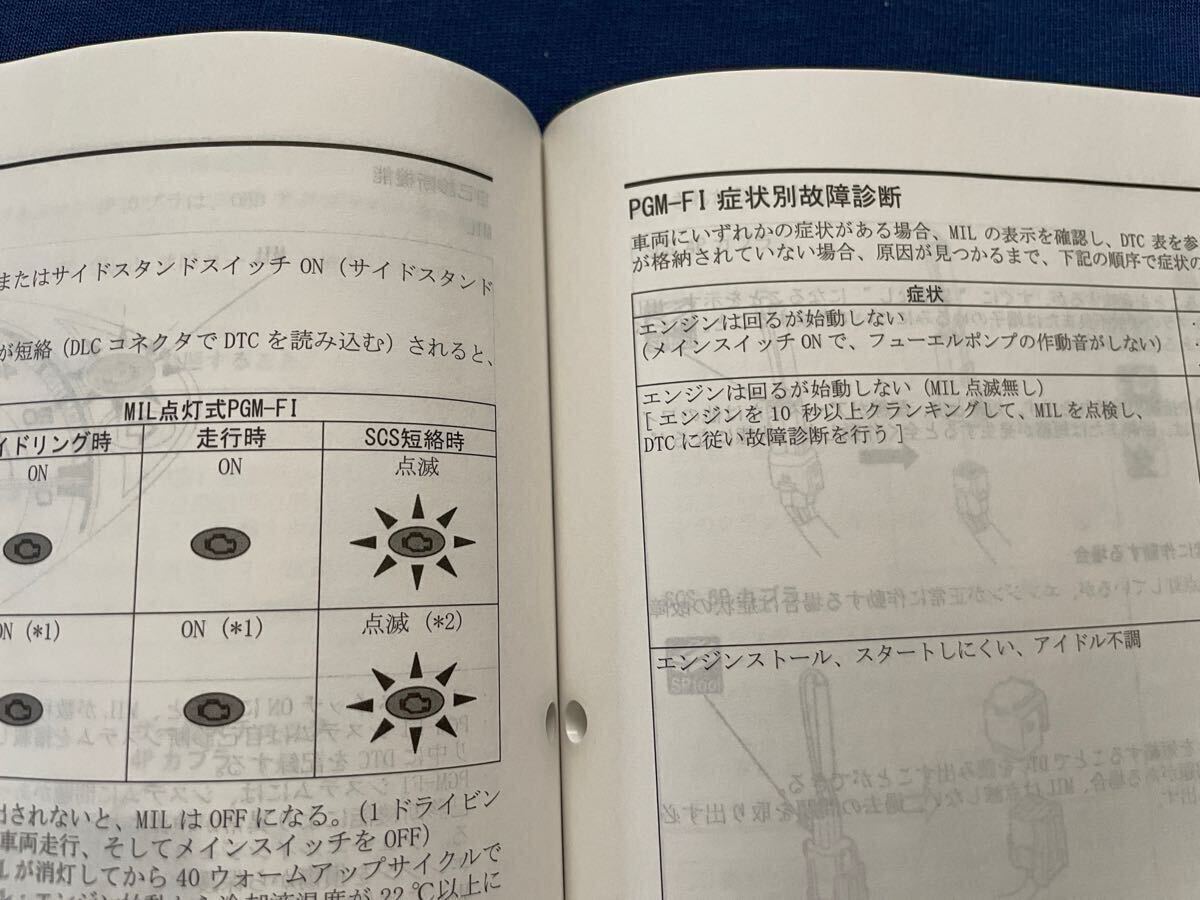 またはサイドスタンドスイッチ ON (サイドスタンド
が短絡 (DLC コネクタで DTC を読み込む) されると、
MIL点灯式PGM-FI
イドリング時
走行時
SCS短絡時
ON
ON
点滅
ON (*1)
ON (*1)
点滅 (*2)
出されないと、MIL は OFF になる。(1 ドライビン
車両走行、そしてメインスイッチを OFF)
Lが消灯してから 40 ウォームアップサイクルで
22 ℃以上に
PGM-FI 症状別故障診断
車両にいずれかの症状がある場合、MIL の表示を確認し、DTC 表を参
が格納されていない場合、原因が見つかるまで、下記の順序で症状の
症状
エンジンは回るが始動しない
(メインスイッチ ON で、フューエルポンプの作動音がしない)
エンジンは回るが始動しない (MIL 点滅無し)
[エンジンを 10 秒以上クランキングして、MIL を点検し、
DTC に従い故障診断を行う]
エンジンストール、スタートしにくい、アイドル不調